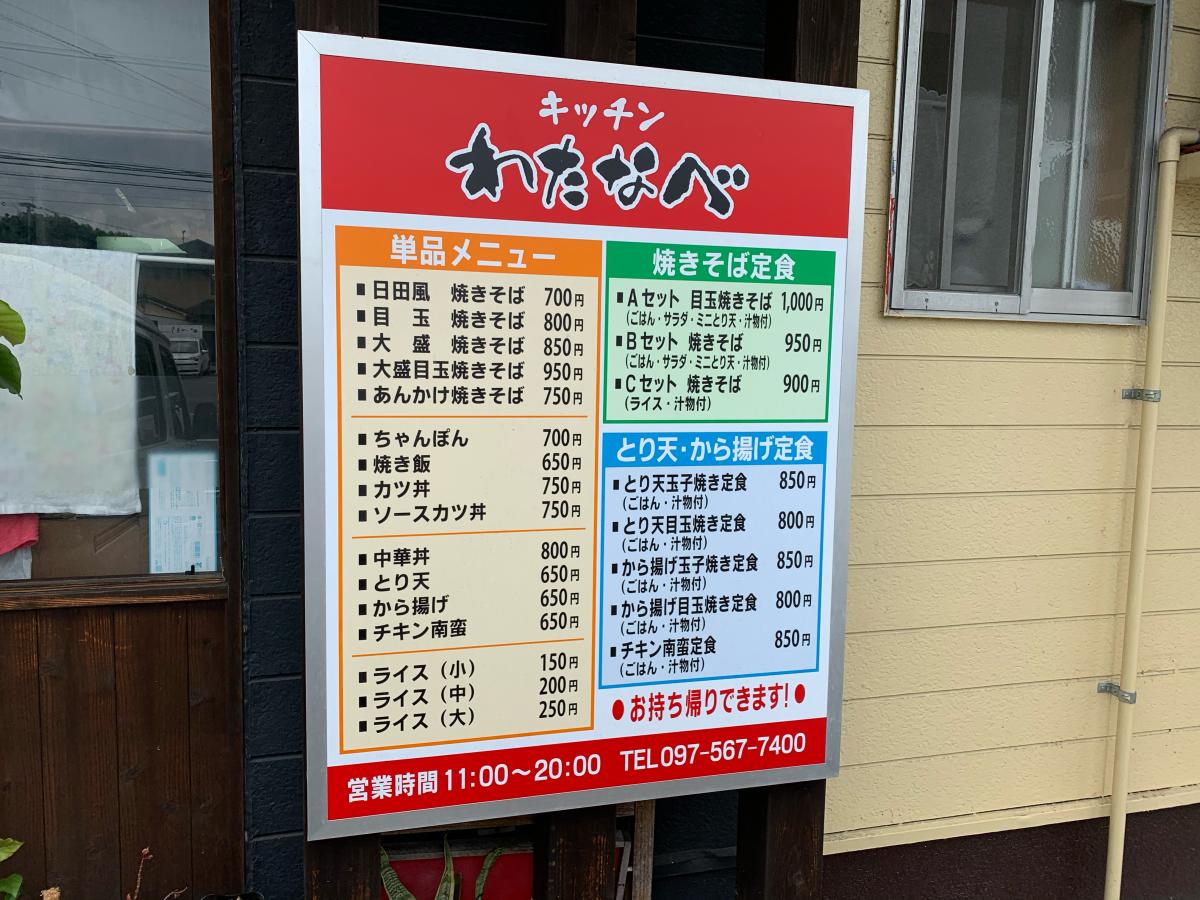 キッチン
わたなべ
単品メニュー
■日田風 焼きそば 700円
■目玉 焼きそば 800円
■大盛 焼きそば 850円
■大盛目玉焼きそば 950円
■あんかけ焼きそば 750円
■ちゃんぽん 700円
■焼き飯 650円
■カツ丼 750円
■ソースカツ丼 750円
■中華丼 800円
■とり天 650円
■から揚げ 650円
■チキン南蛮 650円
■ライス(小) 150円
■ライス(中) 200円
■ライス(大) 250円
焼きそば定食
■Aセット 目玉焼きそば 1,000円
(ごはん・サラダ・ミニとり天・汁物付)
■Bセット 焼きそば 950円
(ごはん・サラダ・ミニとり天・汁物付)
■Cセット 焼きそば 900円
(ライス・汁物付)
とり天・から揚げ定食
■とり天玉子焼き定食 850円
(ごはん・汁物付)
■とり天目玉焼き定食 800円
(ごはん・汁物付)
■から揚げ玉子焼き定食 850円
(ごはん・汁物付)
■から揚げ目玉焼き定食 800円
(ごはん・汁物付)
■チキン南蛮定食 850円
(ごはん・汁物付)
●お持ち帰りできます!●
営業時間11:00〜20:00 TEL097-567-7400